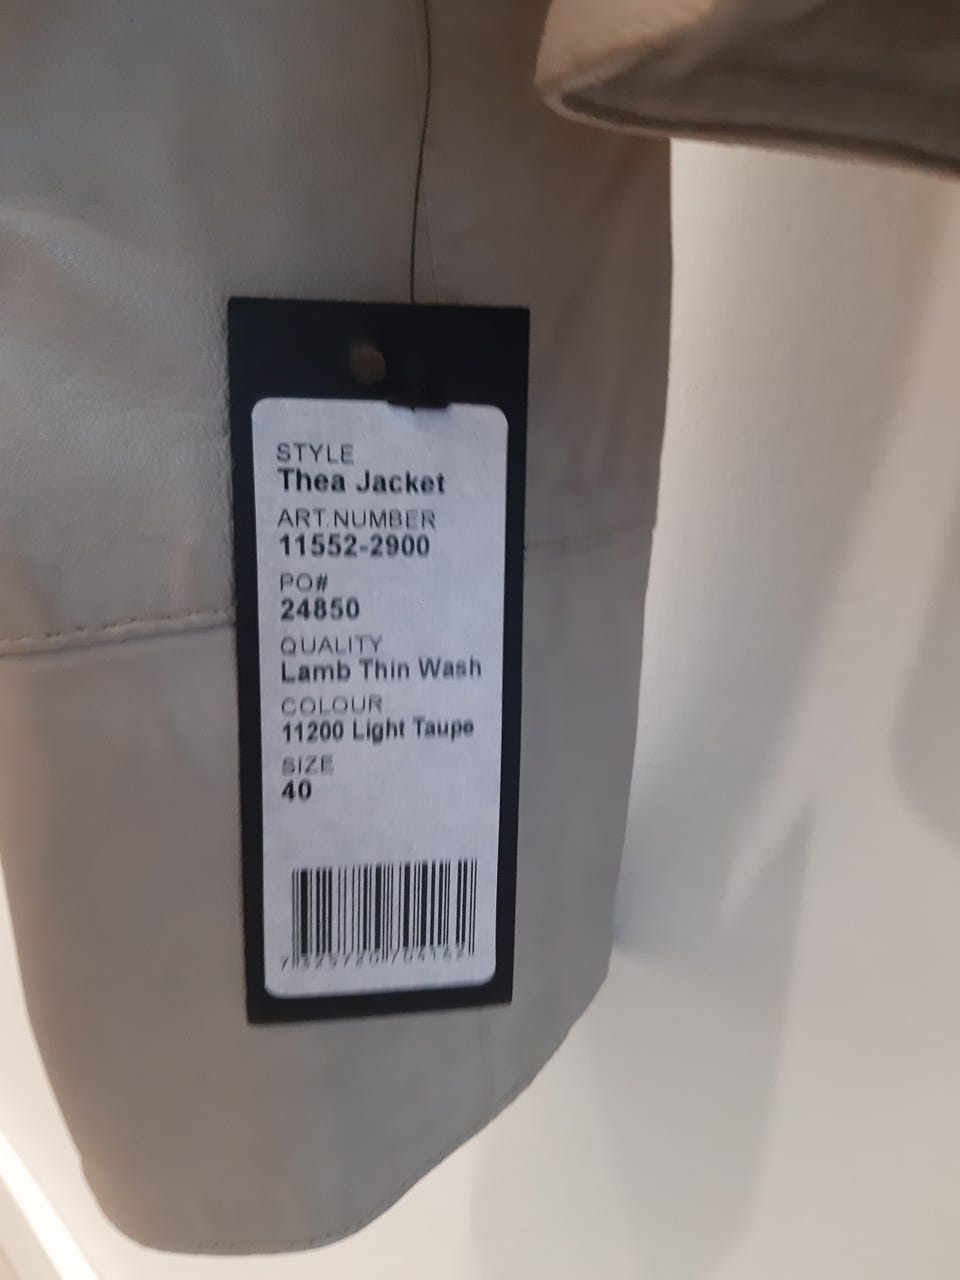 STYLE
Thea Jacket
ART.NUMBER
11552-2900
PO#
24850
QUALITY
Lamb Thin Wash
COLOUR
11200 Light Taupe
SIZE
40